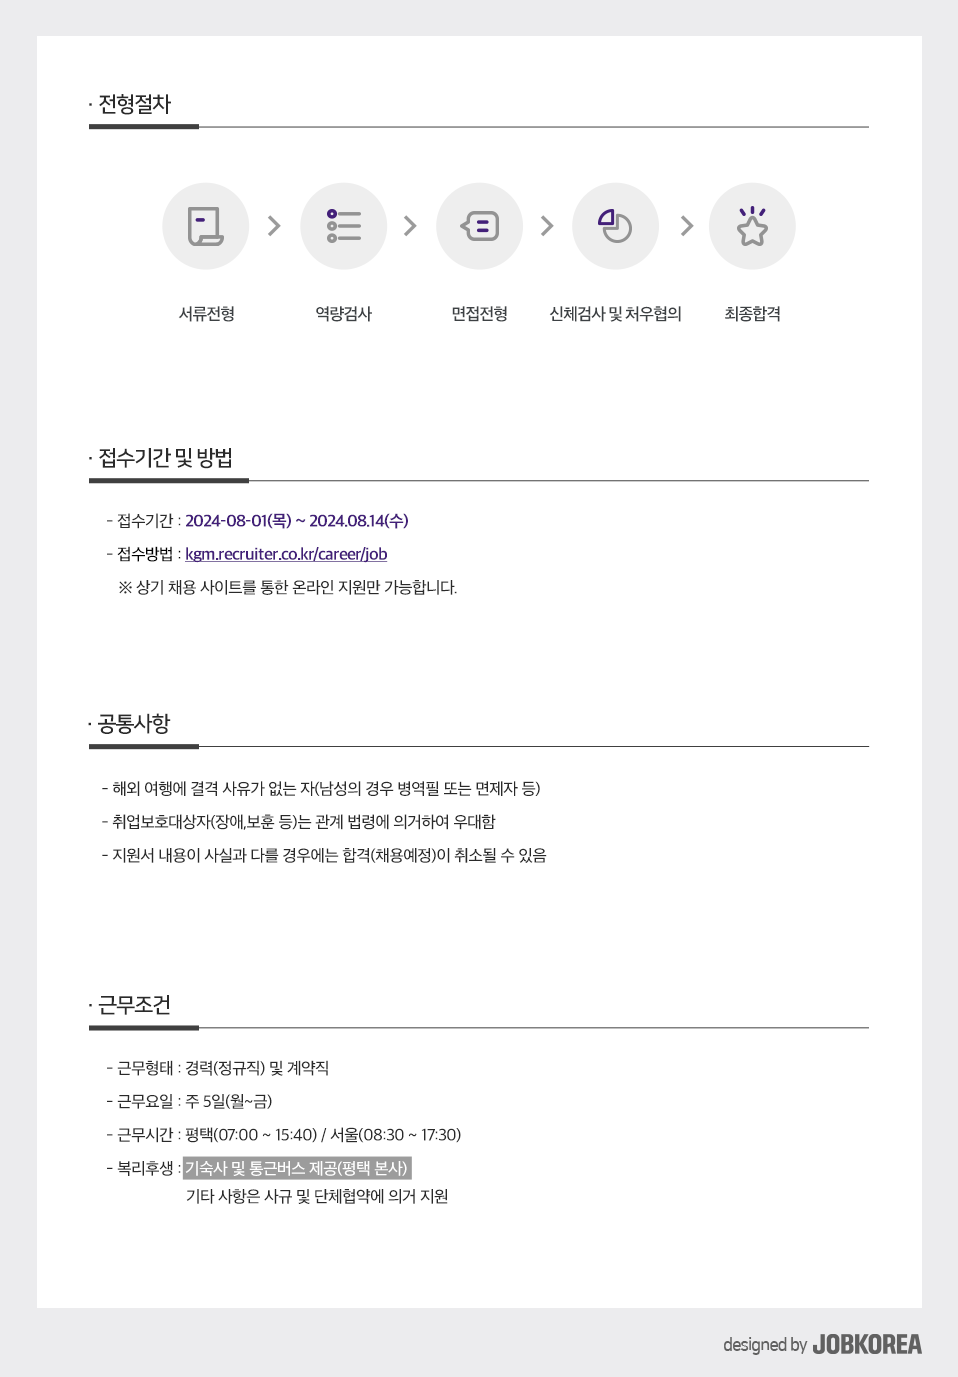 · 전형절차
서류전형
역량검사
면접전형
신체검사 및 처우협의
최종합격
· 접수기간 및 방법
- 접수기간 : 2024-08-01(목) ~ 2024.08.14(수)
- 접수방법 : kgm.recruiter.co.kr/career/job
※ 상기 채용 사이트를 통한 온라인 지원만 가능합니다.
· 공통사항
- 해외 여행에 결격 사유가 없는 자(남성의 경우 병역필 또는 면제자 등)
- 취업보호대상자(장애,보훈 등)는 관계 법령에 의거하여 우대함
- 지원서 내용이 사실과 다를 경우에는 합격(채용예정)이 취소될 수 있음
· 근무조건
- 근무형태 : 경력(정규직) 및 계약직
- 근무요일 : 주 5일(월~금)
- 근무시간 : 평택(07:00 ~ 15:40) / 서울(08:30 ~ 17:30)
- 복리후생 : 기숙사 및 통근버스 제공(평택 본사)
기타 사항은 사규 및 단체협약에 의거 지원
designed by JOBKOREA